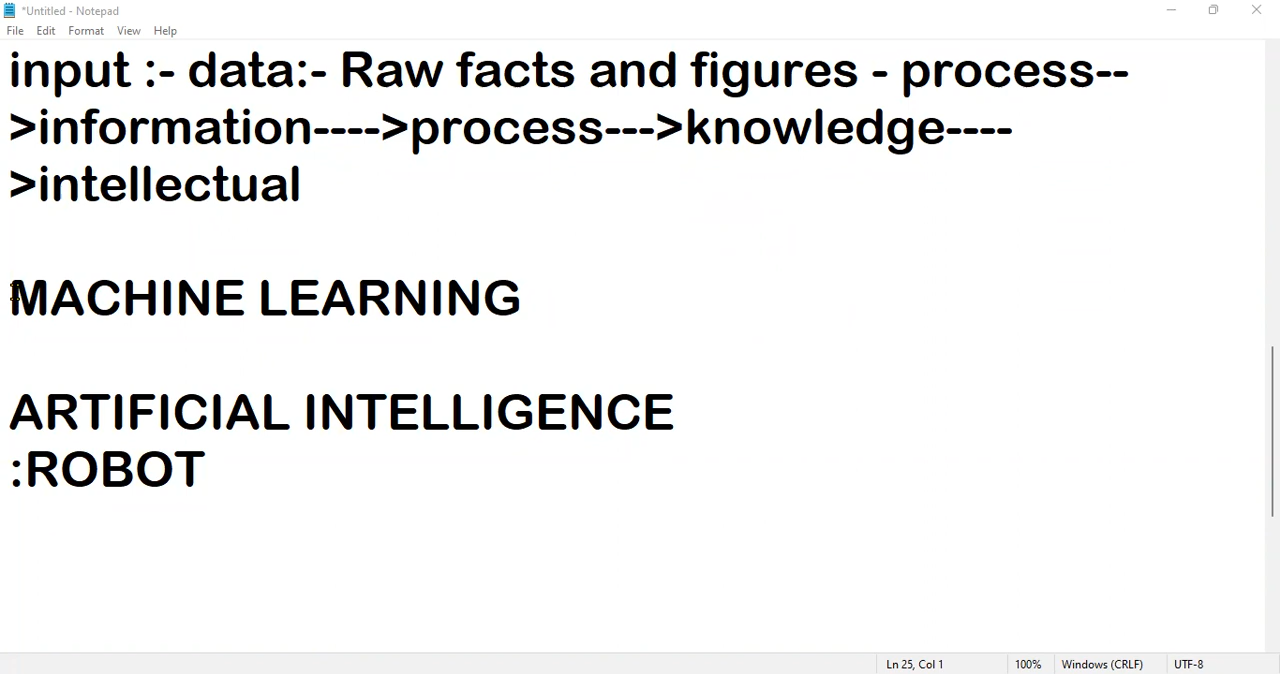 *Untitled - Notepad
File Edit Format View Help
input :- data:- Raw facts and figures - process--
>information---->process--->knowledge----
>intellectual
MACHINE LEARNING
ARTIFICIAL INTELLIGENCE
:ROBOT
Ln 25, Col 1 100% Windows (CRLF) UTF-8